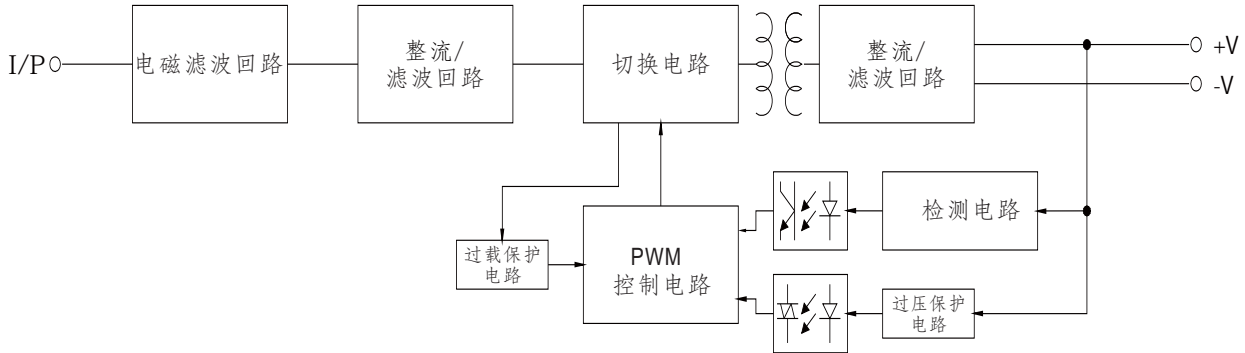 I/P
电磁滤波回路
整流/
滤波回路
切换电路
整流/
滤波回路
+V
-V
检测电路
过载保护
电路
PWM
控制电路
过压保护
电路